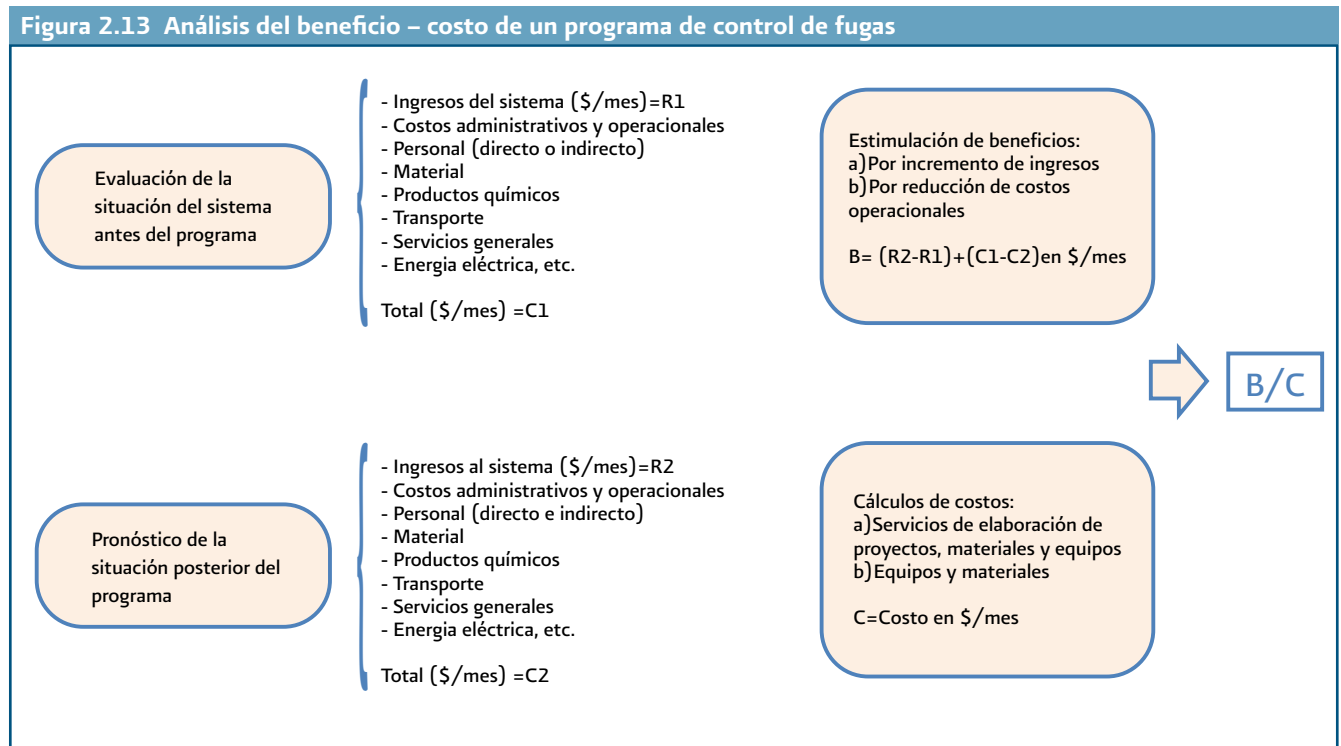 Figura 2.13 Análisis del beneficio – costo de un programa de control de fugas
Evaluación de la
situación del sistema
antes del programa
- Ingresos del sistema ($/mes)=R1
- Costos administrativos y operacionales
- Personal (directo o indirecto)
- Material
- Productos químicos
- Transporte
- Servicios generales
- Energia eléctrica, etc.
Total ($/mes) =C1
Estimulación de beneficios:
a)Por incremento de ingresos
b)Por reducción de costos
operacionales
B= (R2-R1)+(C1-C2)en $/mes
B/C
Pronóstico de la
situación posterior del
programa
- Ingresos al sistema ($/mes)=R2
- Costos administrativos y operacionales
- Personal (directo e indirecto)
- Material
- Productos químicos
- Transporte
- Servicios generales
- Energia eléctrica, etc.
Total ($/mes) =C2
Cálculos de costos:
a)Servicios de elaboración de
proyectos, materiales y equipos
b)Equipos y materiales
C=Costo en $/mes